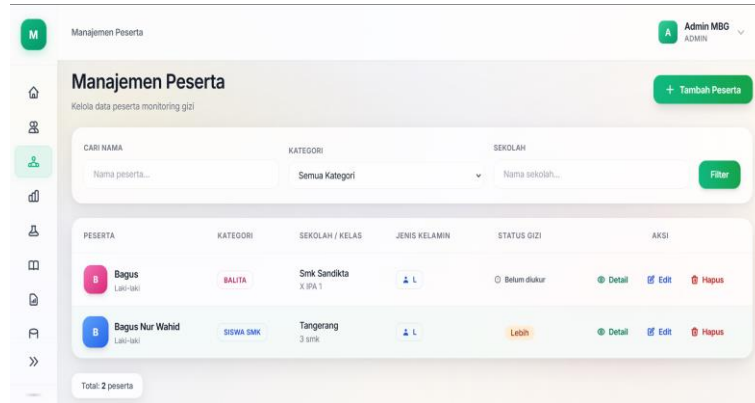 M
Manajemen Peserta
A
Admin MBG
ADMIN
Manajemen Peserta
Kelola data peserta monitoring gizi
+ Tambah Peserta
CARI NAMA
KATEGORI
SEKOLAH
Nama peserta...
Semua Kategori
Nama sekolah...
Filter
PESERTA KATEGORI SEKOLAH / KELAS JENIS KELAMIN STATUS GIZI AKSI
B
Bagus
Laki-laki
BALITA
Smk Sandikta
X IPA 1
L
Belum diukur
Detail Edit Hapus
B
Bagus Nur Wahid
Laki-laki
SISWA SMK
Tangerang
3 smk
L
Lebih
Detail Edit Hapus
Total: 2 peserta